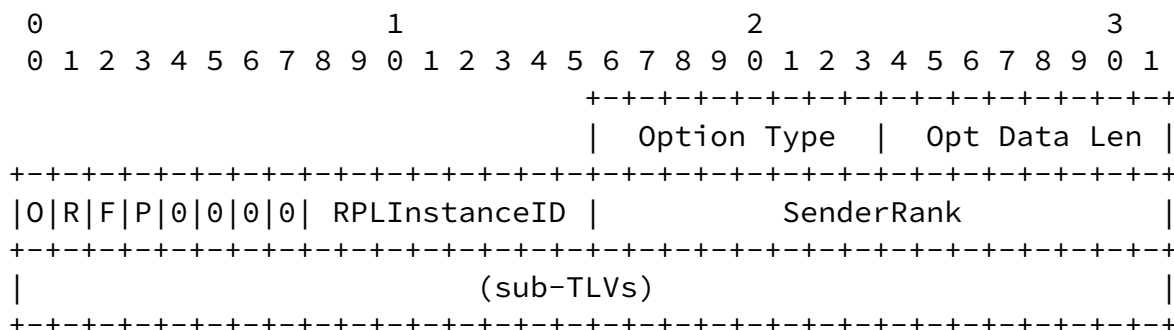 0                   1                   2                   3
 0 1 2 3 4 5 6 7 8 9 0 1 2 3 4 5 6 7 8 9 0 1 2 3 4 5 6 7 8 9 0 1
                                +-+-+-+-+-+-+-+-+-+-+-+-+-+-+-+-+
                                |  Option Type  |  Opt Data Len |
+-+-+-+-+-+-+-+-+-+-+-+-+-+-+-+-+-+-+-+-+-+-+-+-+-+-+-+-+-+-+-+-+
|O|R|F|P|0|0|0|0| RPLInstanceID |          SenderRank           |
+-+-+-+-+-+-+-+-+-+-+-+-+-+-+-+-+-+-+-+-+-+-+-+-+-+-+-+-+-+-+-+-+
|                         (sub-TLVs)                            |
+-+-+-+-+-+-+-+-+-+-+-+-+-+-+-+-+-+-+-+-+-+-+-+-+-+-+-+-+-+-+-+-+